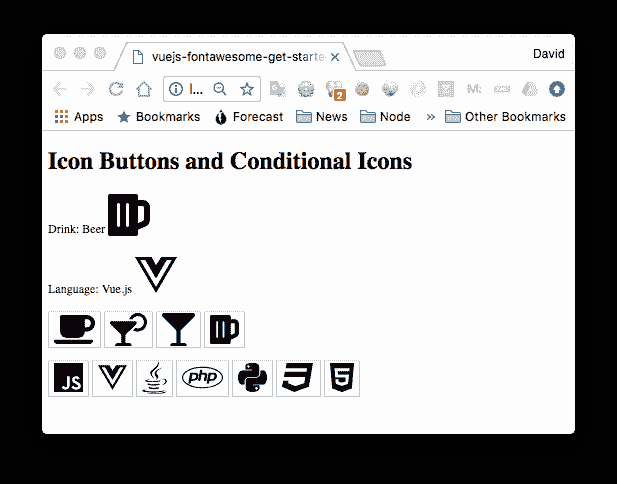 vuejs-fontawesome-get-starte
David
l...
2
M:
Apps Bookmarks Forecast News Node » Other Bookmarks
Icon Buttons and Conditional Icons
Drink: Beer
Language: Vue.js
JS php